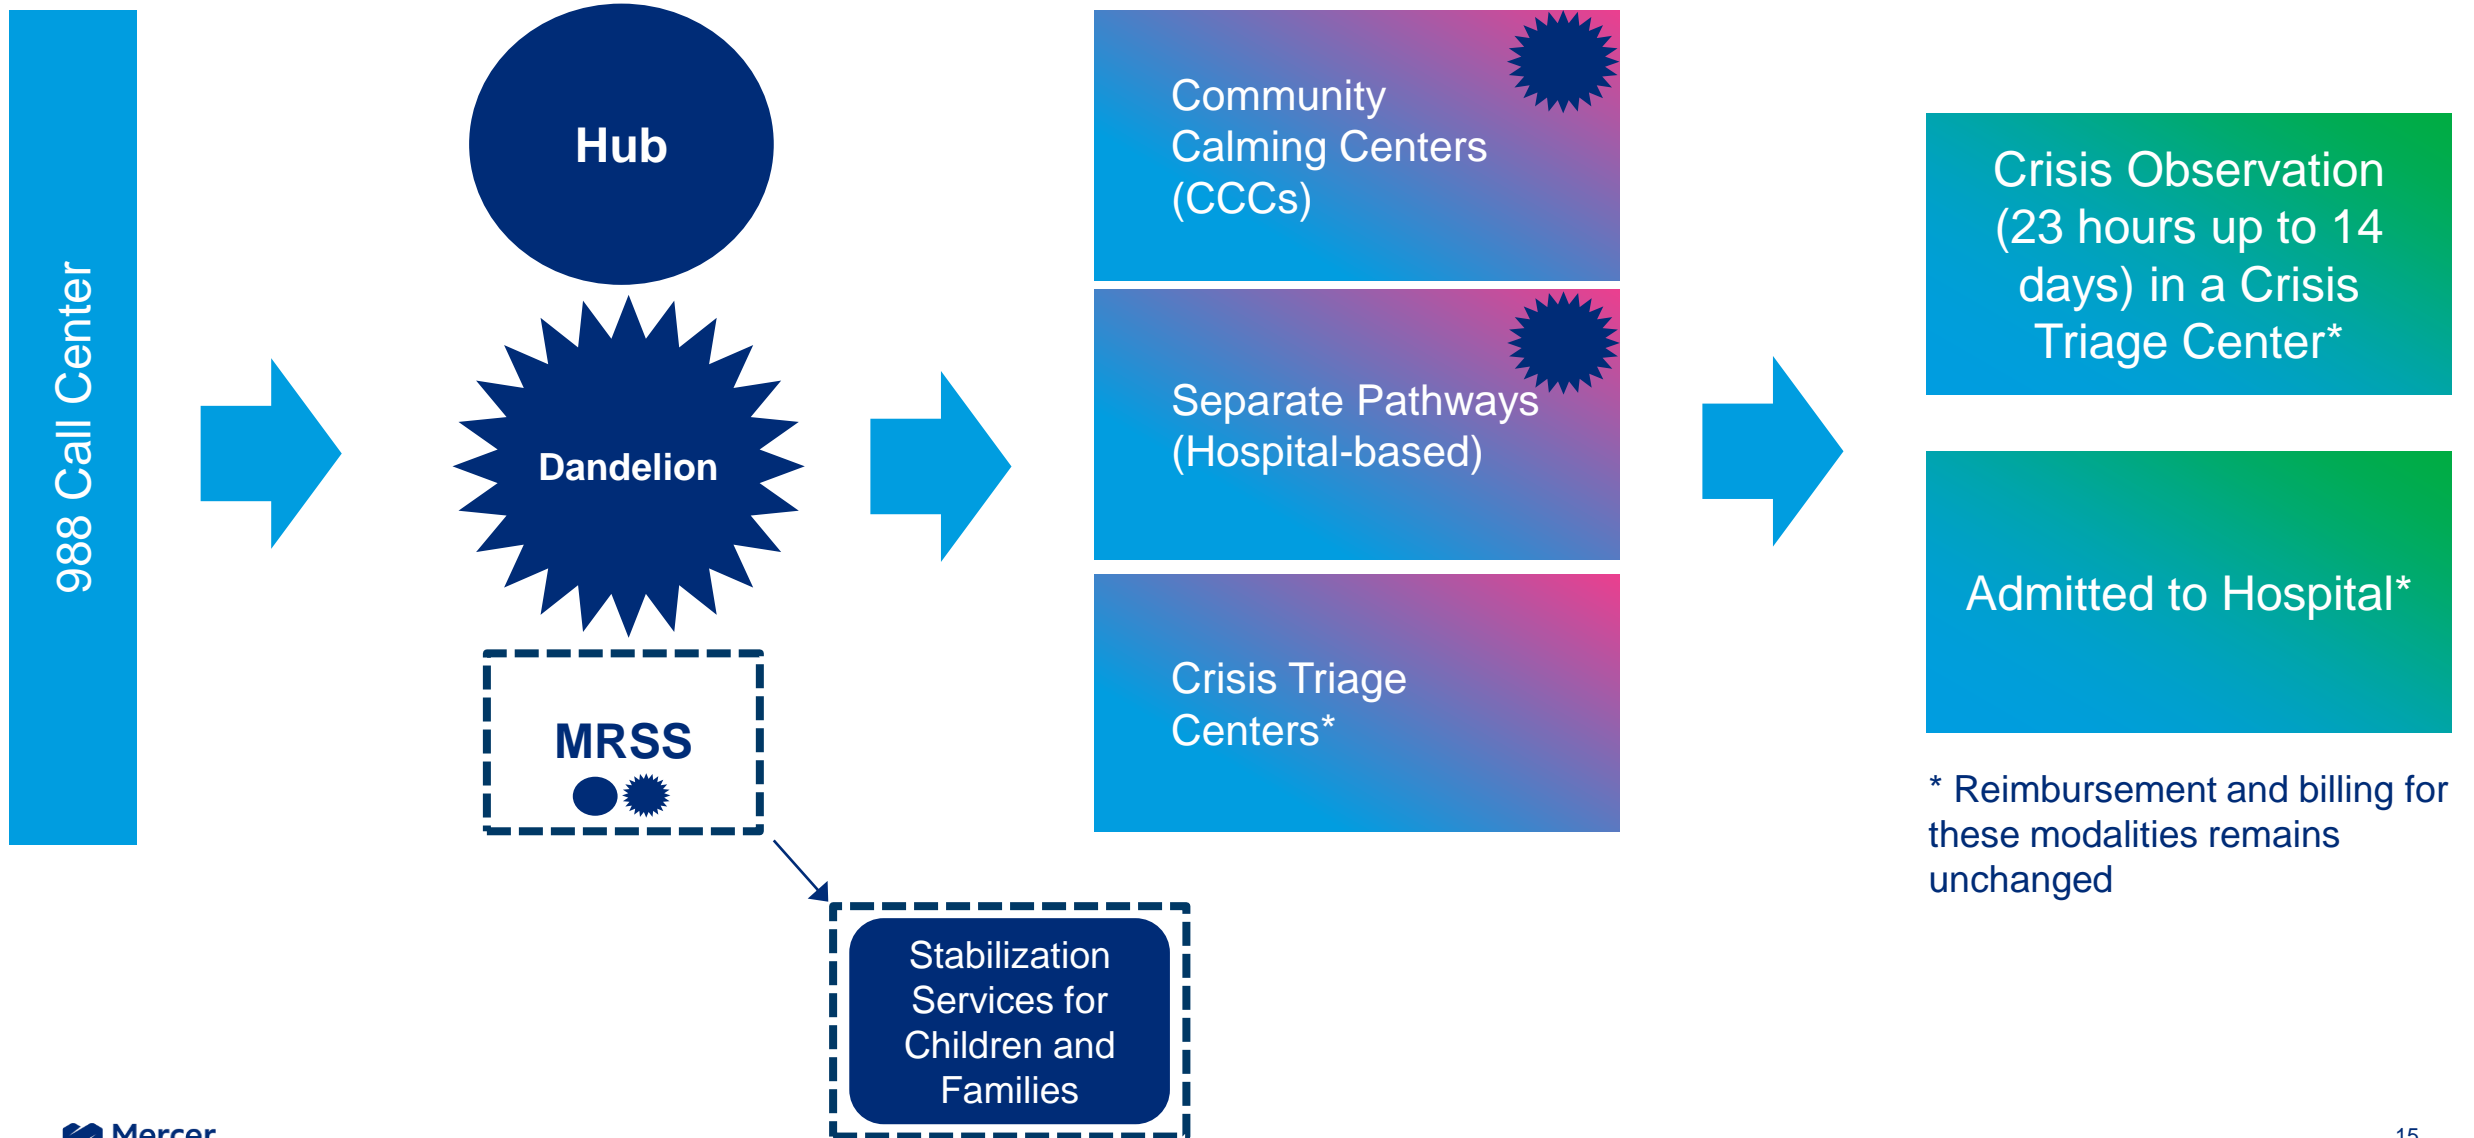 988 Call Center
Hub
Dandelion
MRSS
Stabilization
Services for
Children and
Families
Community
Calming Centers
(CCCs)
Separate Pathways
(Hospital-based)
Crisis Triage
Centers*
Crisis Observation
(23 hours up to 14
days) in a Crisis
Triage Center*
Admitted to Hospital*
* Reimbursement and billing for
these modalities remains
unchanged
Mercer
15